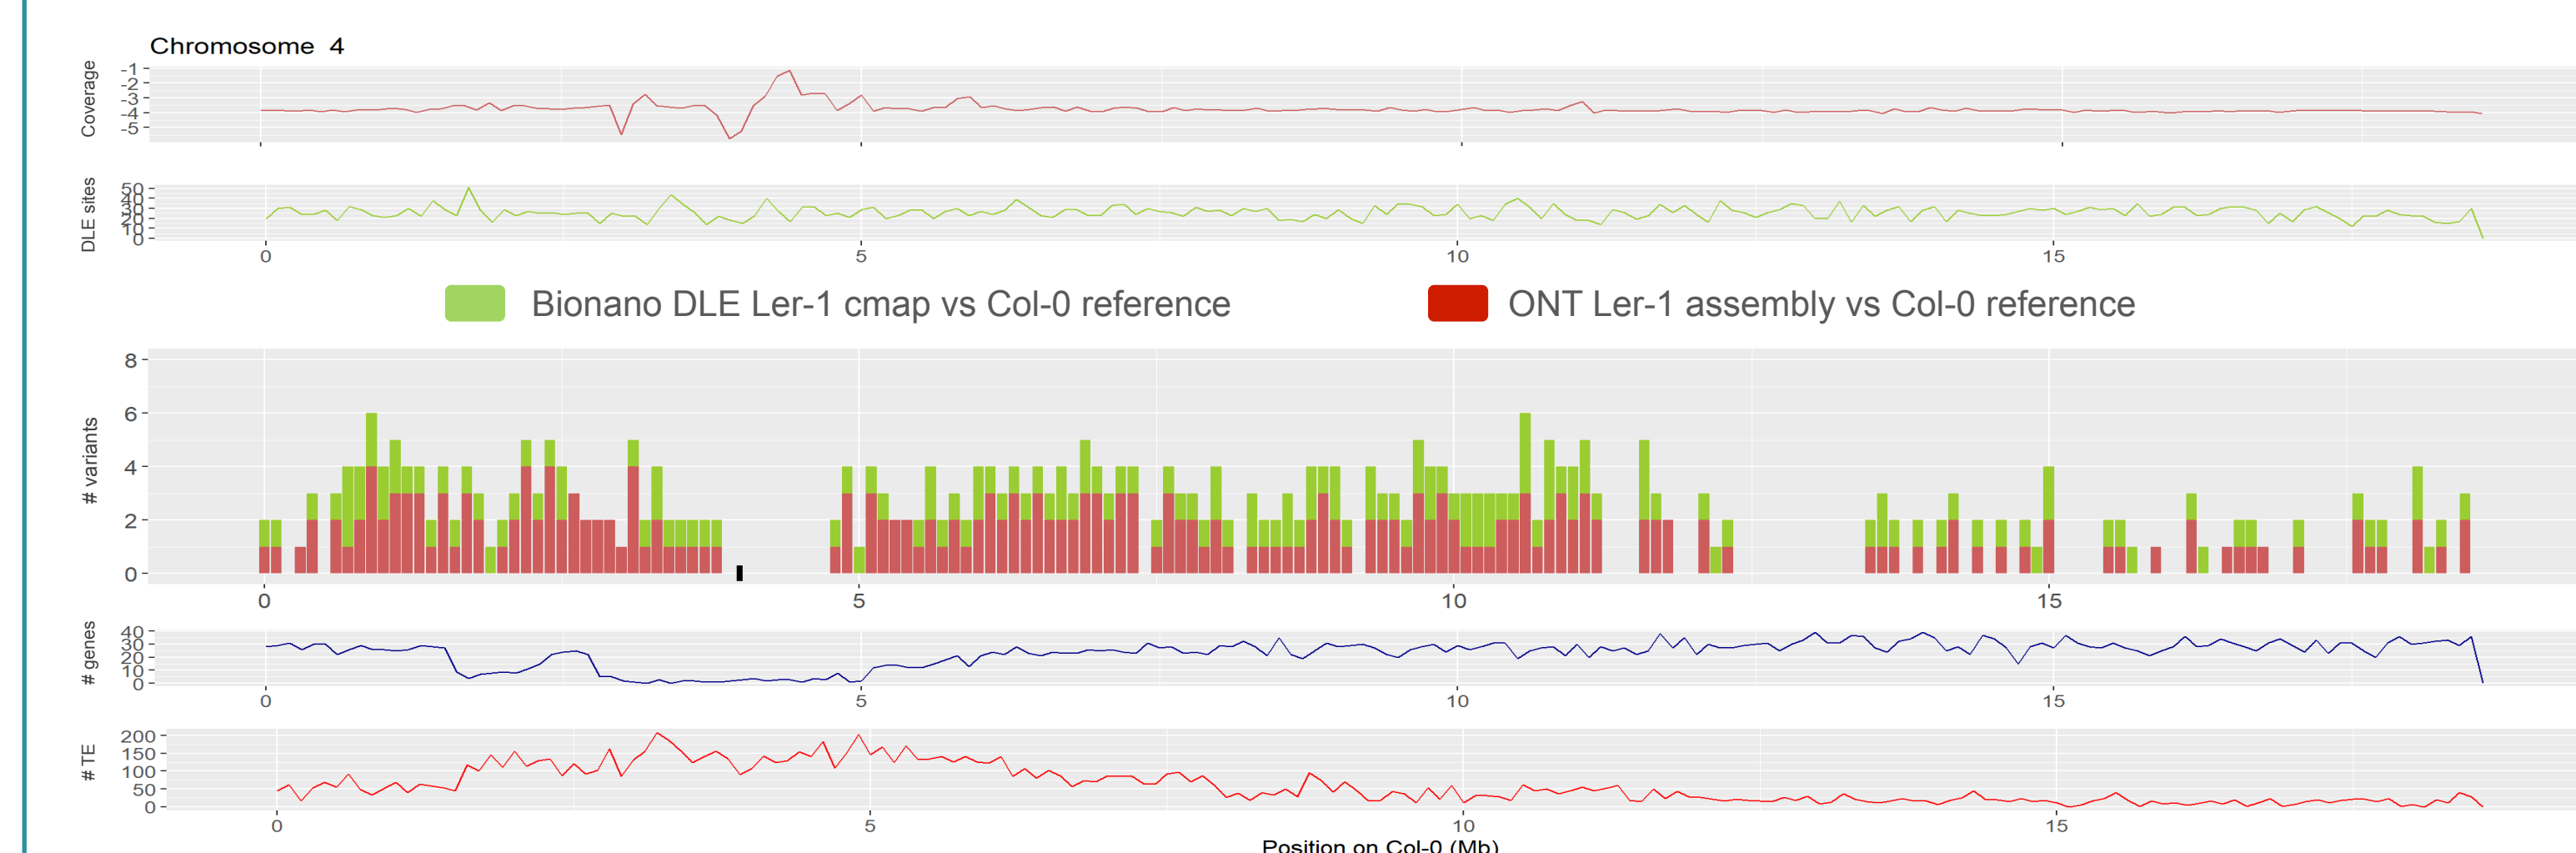 Chromosome 4
Coverage
-1
-2
-3
-4
-5
DLE sites
50
40
30
20
10
0
0 5 10 15
Bionano DLE Ler-1 cmap vs Col-0 reference
ONT Ler-1 assembly vs Col-0 reference
# variants
8
6
4
2
0
0 5 10 15
# genes
40
30
20
10
0
0 5 10 15
# TE
200
150
100
50
0
0 5 10 15
Position on Col-0 (Mb)